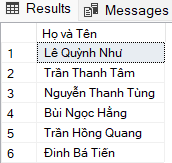 Results Messages
Họ và Tên
1 Lê Quỳnh Như
2 Trần Thanh Tâm
3 Nguyễn Thanh Tùng
4 Bùi Ngọc Hằng
5 Trần Hồng Quang
6 Đinh Bá Tiến